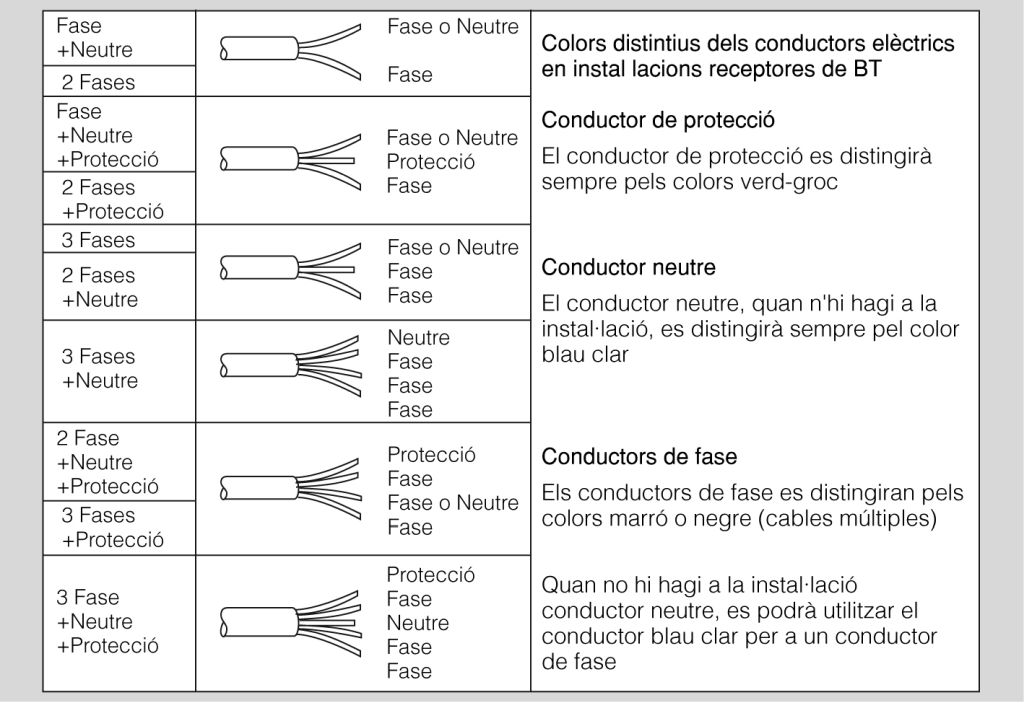 Fase
+Neutre
2 Fases
Fase o Neutre
Fase
Fase
+Neutre
+Protecció
2 Fases
+Protecció
Fase o Neutre
Protecció
Fase
3 Fases
2 Fases
+Neutre
Fase o Neutre
Fase
Fase
3 Fases
+Neutre
Neutre
Fase
Fase
Fase
2 Fase
+Neutre
+Protecció
3 Fases
+Protecció
Protecció
Fase
Fase o Neutre
Fase
3 Fase
+Neutre
+Protecció
Protecció
Fase
Neutre
Fase
Fase
Colors distintius dels conductors elèctrics
en instal lacions receptores de BT
Conductor de protecció
El conductor de protecció es distingirà
sempre pels colors verd-groc
Conductor neutre
El conductor neutre, quan n'hi hagi a la
instal·lació, es distingirà sempre pel color
blau clar
Conductors de fase
Els conductors de fase es distingiran pels
colors marró o negre (cables múltiples)
Quan no hi hagi a la instal·lació
conductor neutre, es podrà utilitzar el
conductor blau clar per a un conductor
de fase